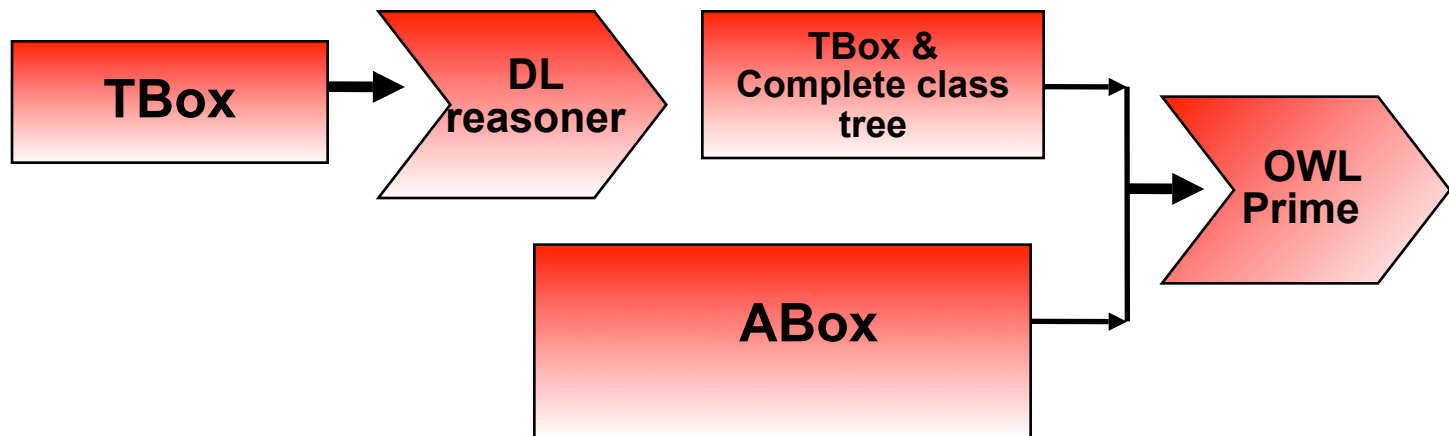 TBox
DL
reasoner
TBox &
Complete class
tree
ABox
OWL
Prime